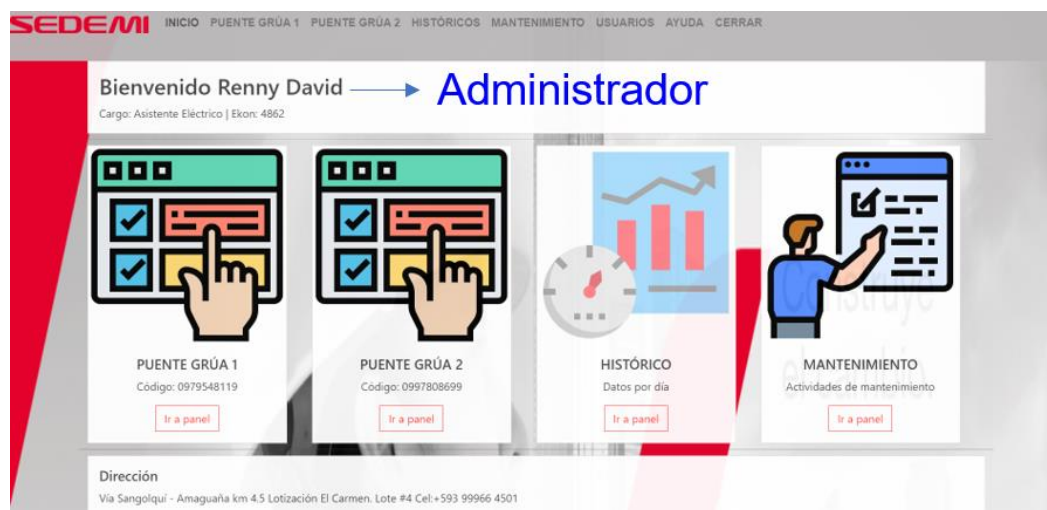 SEDEMI INICIO PUENTE GRÚA 1 PUENTE GRÚA 2 HISTÓRICOS MANTENIMIENTO USUARIOS AYUDA CERRAR
Bienvenido Renny David Administrador
Cargo: Asistente Eléctrico | Ekon: 4862
Construye
el cambio.
PUENTE GRÚA 1
Código: 0979548119
Ir a panel
PUENTE GRÚA 2
Código: 0997808699
Ir a panel
HISTÓRICO
Datos por día
Ir a panel
MANTENIMIENTO
Actividades de mantenimiento
Ir a panel
Dirección
Vía Sangolquí - Amaguaña km 4.5 Lotización El Carmen. Lote #4 Cel:+593 99966 4501